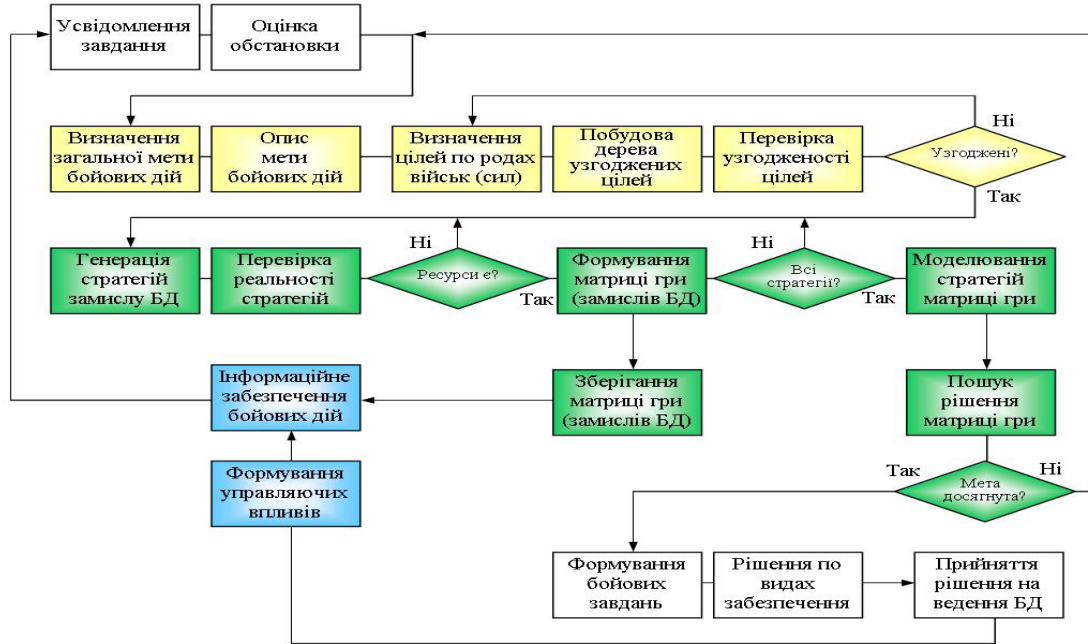 Усвідомлення
завдання
Оцінка
обстановки
Визначення
загальної мети
бойових дій
Опис
мети
бойових дій
Визначення
цілей по родах
військ (сил)
Побудова
дерева
узгоджених
цілей
Перевірка
узгодженості
цілей
Узгоджені?
Ні
Так
Генерація
стратегій
замислу БД
Перевірка
реальності
стратегій
Ні
Ресурси є?
Так
Формування
матриці гри
(замислів БД)
Ні
Всі
стратегії?
Так
Моделювання
стратегій
матриці гри
Інформаційне
забезпечення
бойових дій
Зберігання
матриці гри
(замислів БД)
Пошук
рішення
матриці гри
Формування
управляючих
впливів
Так
Мета
досягнута?
Ні
Формування
бойових
завдань
Рішення по
видах
забезпечення
Прийняття
рішення на
ведення БД